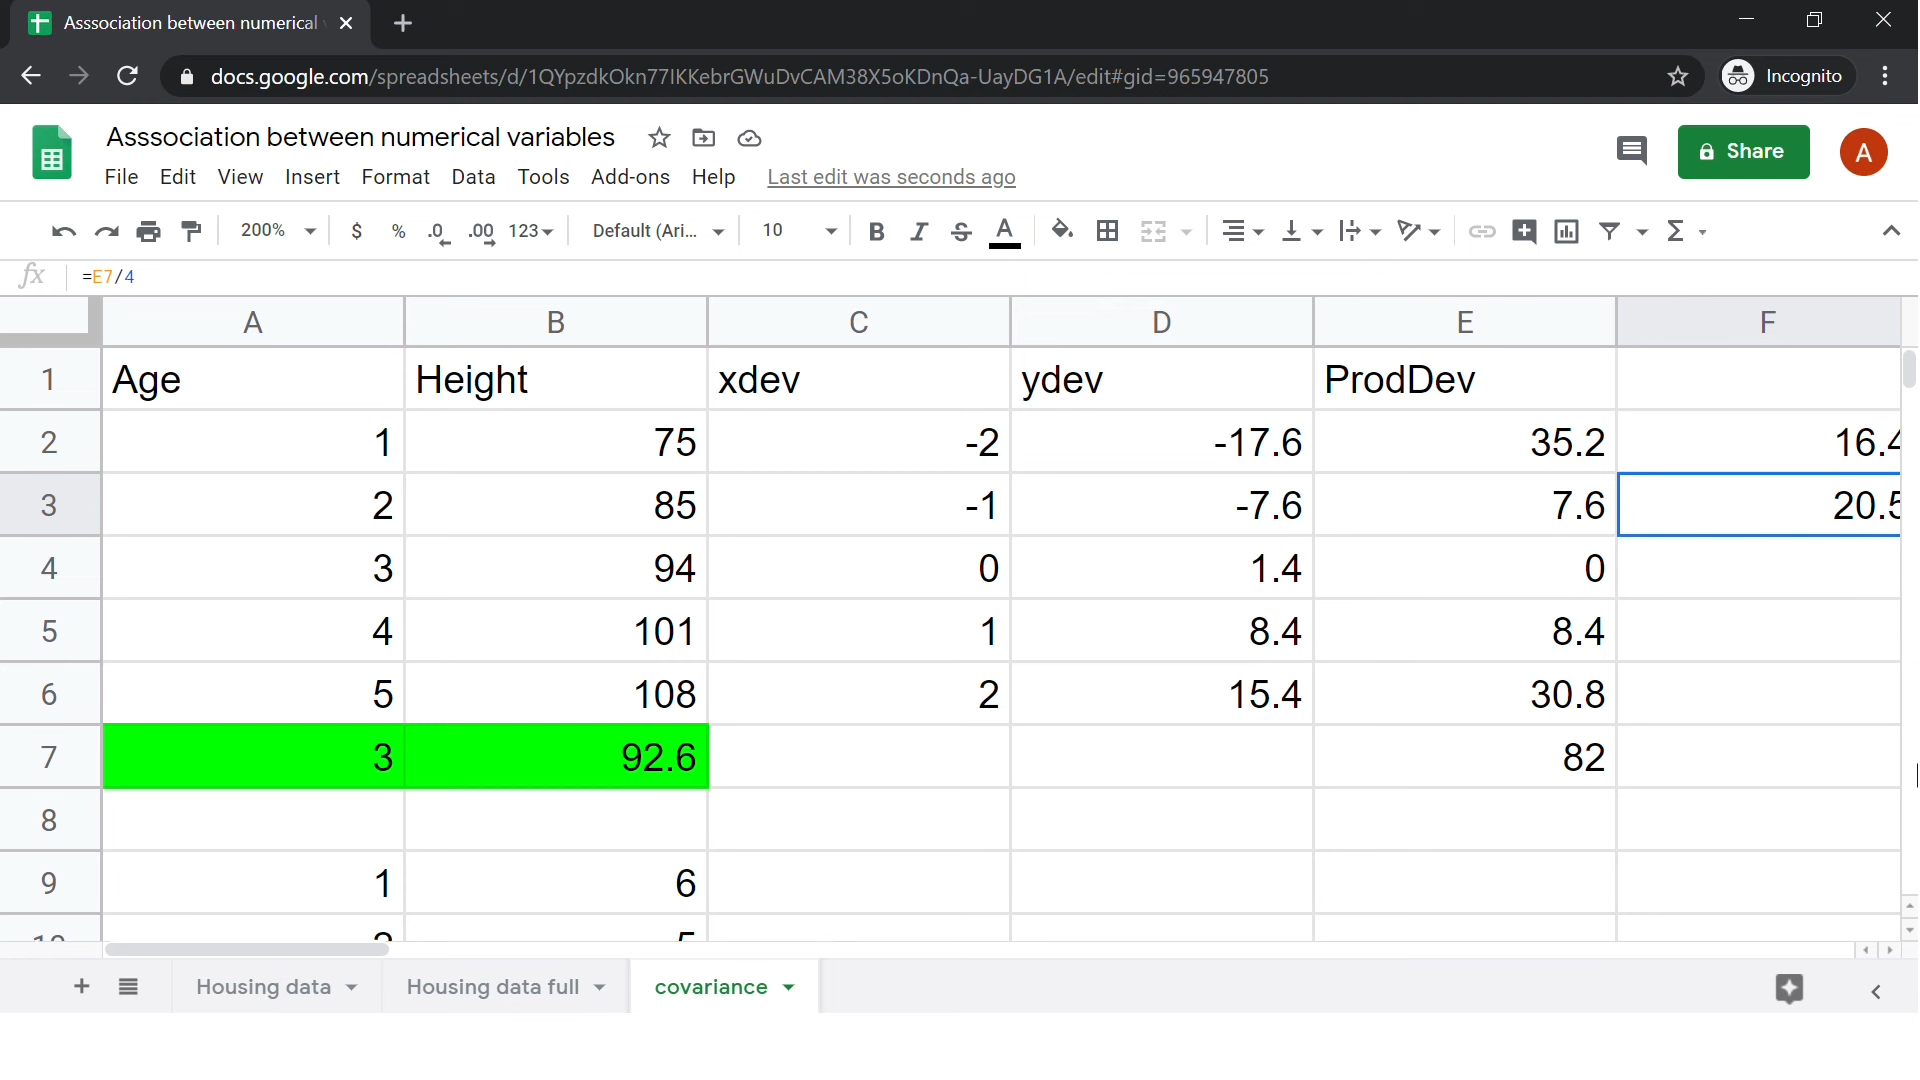 Asssociation between numerical
docs.google.com/spreadsheets/d/1QYpzdkOkn77IKKebrGWuDvCAM38X5oKDnQa-UayDG1A/edit#gid=965947805
Incognito
Asssociation between numerical variables
Share
A
File Edit View Insert Format Data Tools Add-ons Help Last edit was seconds ago
200% $ % .0 .00 123 Default (Ari... 10 B I S A
fx =E7/4
A B C D E F
1 Age Height xdev ydev ProdDev
2 1 75 -2 -17.6 35.2 16.4
3 2 85 -1 -7.6 7.6 20.5
4 3 94 0 1.4 0
5 4 101 1 8.4 8.4
6 5 108 2 15.4 30.8
7 3 92.6 82
8
9 1 6
Housing data Housing data full covariance